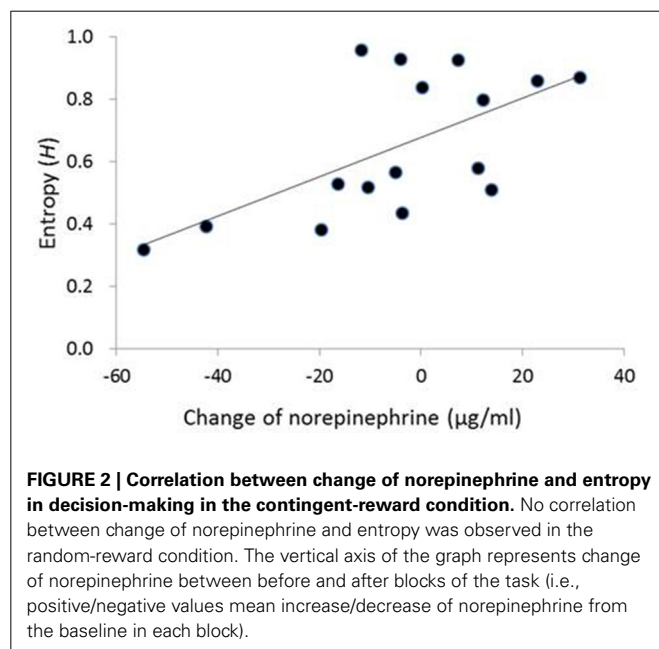 1.0
0.8
0.6
0.4
0.2
0.0
Entropy (H)
-60 -40 -20 0 20 40
Change of norepinephrine (µg/ml)
FIGURE 2 | Correlation between change of norepinephrine and entropy
in decision-making in the contingent-reward condition. No correlation
between change of norepinephrine and entropy was observed in the
random-reward condition. The vertical axis of the graph represents change
of norepinephrine between before and after blocks of the task (i.e.,
positive/negative values mean increase/decrease of norepinephrine from
the baseline in each block).